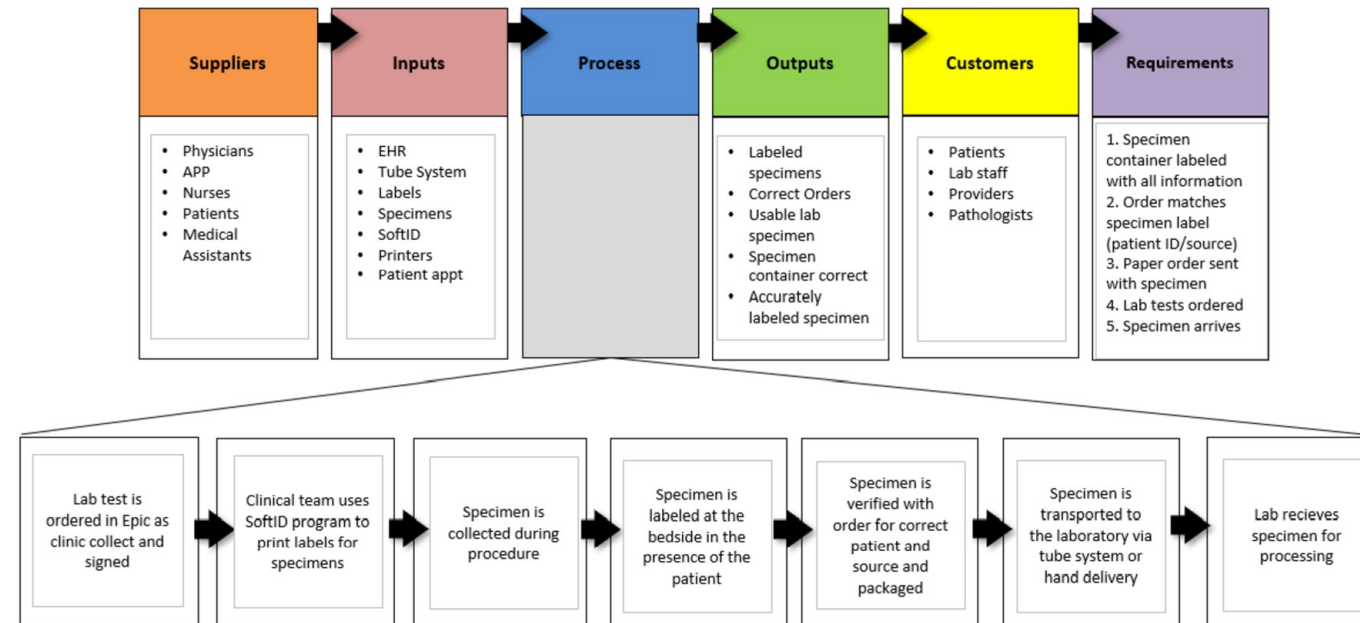 Suppliers
Inputs
Process
Outputs
Customers
Requirements
• Physicians
• APP
• Nurses
• Patients
• Medical
Assistants
• EHR
• Tube System
• Labels
• Specimens
• SoftID
• Printers
• Patient appt
• Labeled
specimens
• Correct Orders
• Usable lab
specimen
• Specimen
container correct
• Accurately
labeled specimen
• Patients
• Lab staff
• Providers
• Pathologists
1. Specimen
container labeled
with all information
2. Order matches
specimen label
(patient ID/source)
3. Paper order sent
with specimen
4. Lab tests ordered
5. Specimen arrives
Lab test is
ordered in Epic as
clinic collect and
signed
Clinical team uses
SoftID program to
print labels for
specimens
Specimen is
collected during
procedure
Specimen is
labeled at the
bedside in the
presence of the
patient
Specimen is
verified with
order for correct
patient and
source and
packaged
Specimen is
transported to
the laboratory via
tube system or
hand delivery
Lab recieves
specimen for
processing